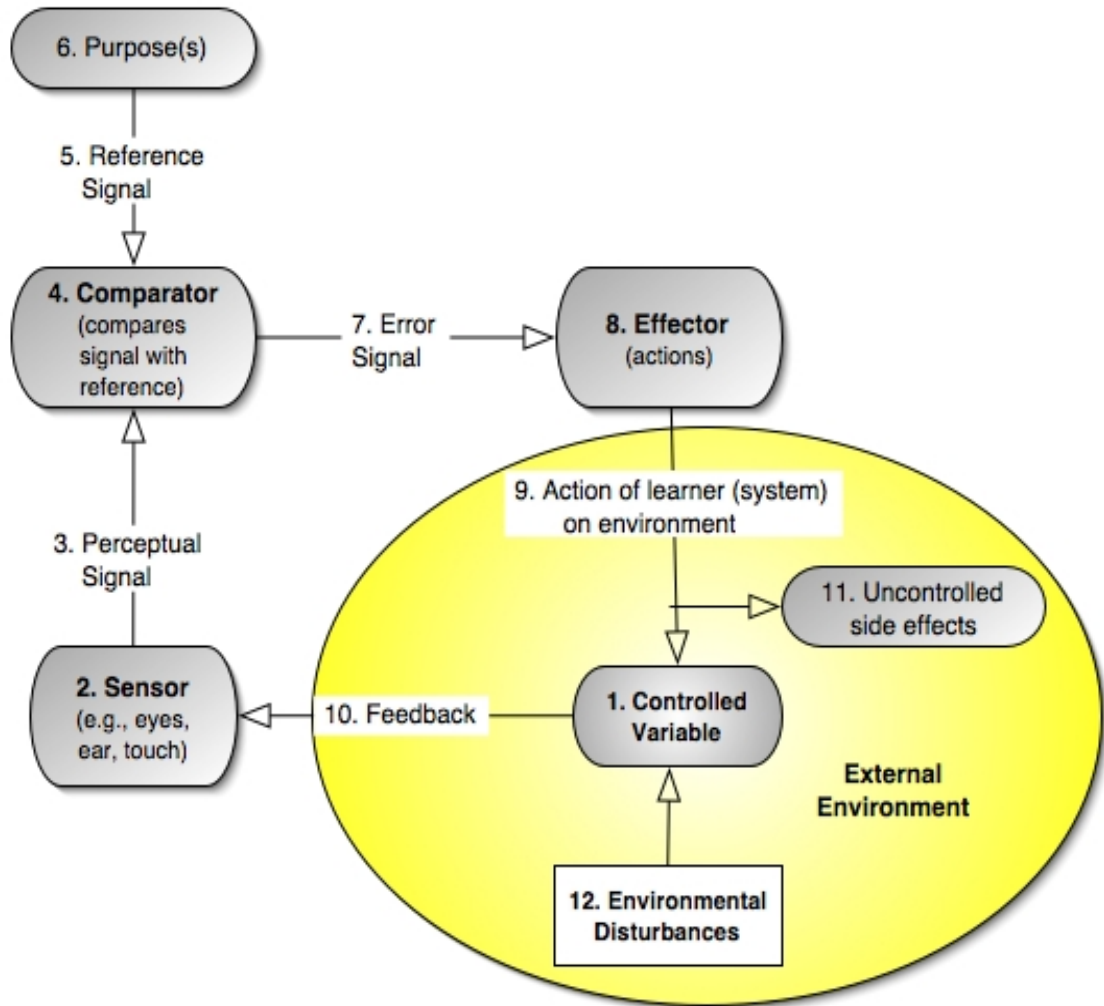 6. Purpose(s)
5. Reference
Signal
4. Comparator
(compares
signal with
reference)
7. Error
Signal
8. Effector
(actions)
9. Action of learner (system)
on environment
3. Perceptual
Signal
11. Uncontrolled
side effects
2. Sensor
(e.g., eyes,
ear, touch)
10. Feedback
1. Controlled
Variable
External
Environment
12. Environmental
Disturbances